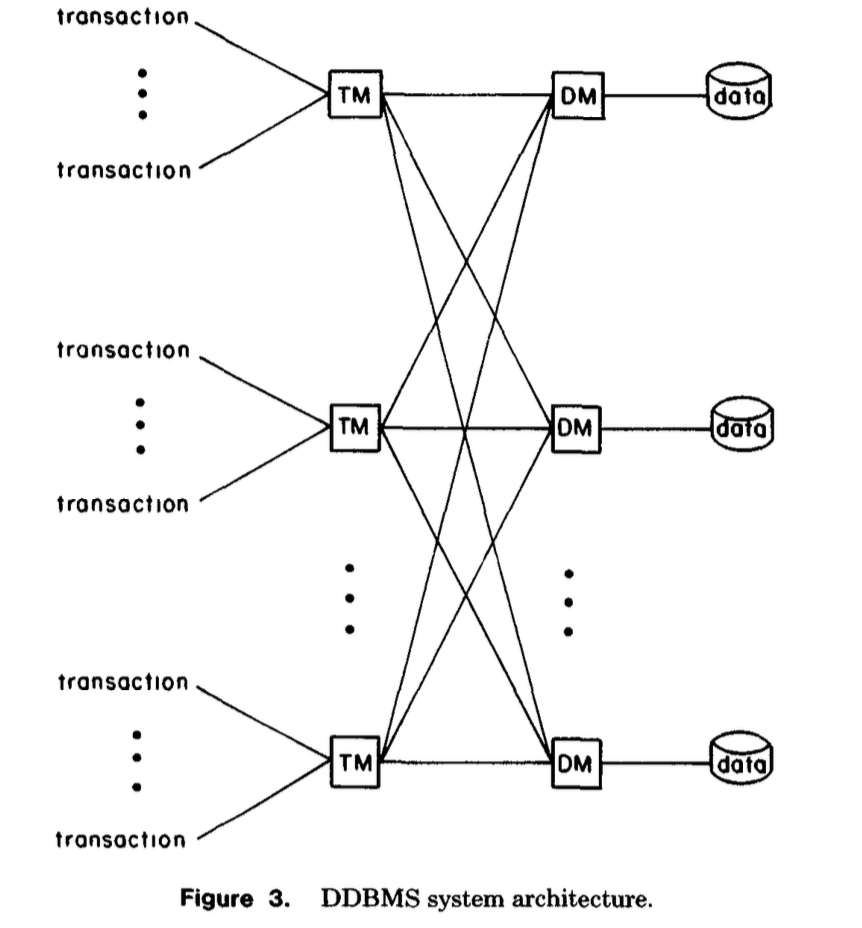 transaction
TM
DM
data
transaction
transaction
TM
DM
data
transaction
transaction
TM
DM
data
transaction
Figure 3. DDBMS system architecture.